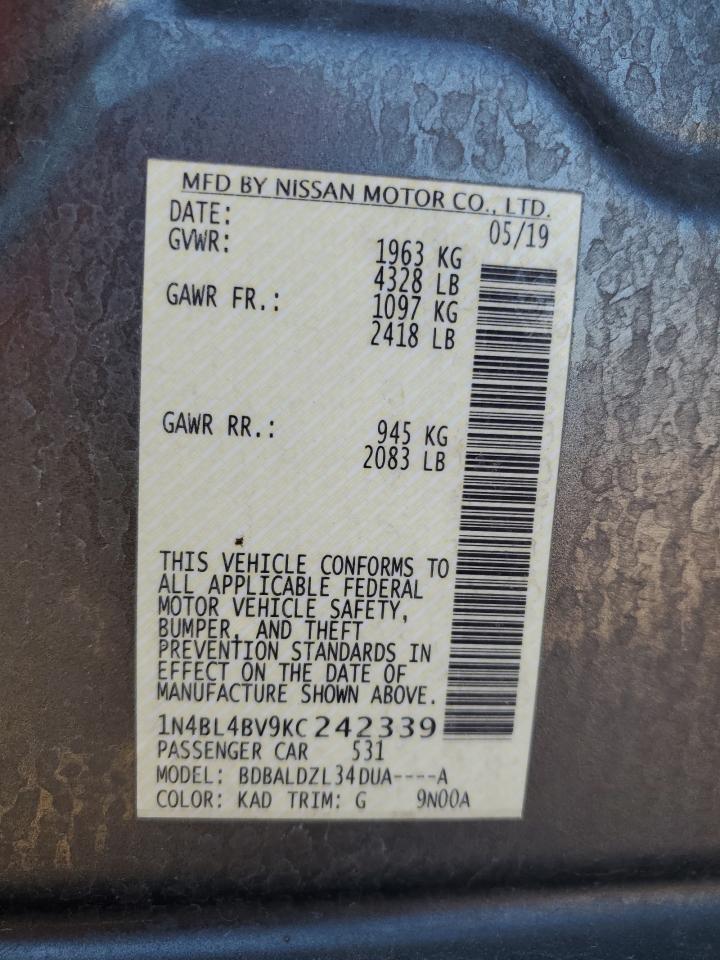 MFD BY NISSAN MOTOR CO., LTD.
DATE: 05/19
GVWR: 1963 KG
4328 LB
GAWR FR.: 1097 KG
2418 LB
GAWR RR.: 945 KG
2083 LB
THIS VEHICLE CONFORMS TO
ALL APPLICABLE FEDERAL
MOTOR VEHICLE SAFETY,
BUMPER, AND THEFT
PREVENTION STANDARDS IN
EFFECT ON THE DATE OF
MANUFACTURE SHOWN ABOVE.
1N4BL4BV9KC242339
PASSENGER CAR 531
MODEL: BDBALDZL34DUA----A
COLOR: KAD TRIM: G 9N00A